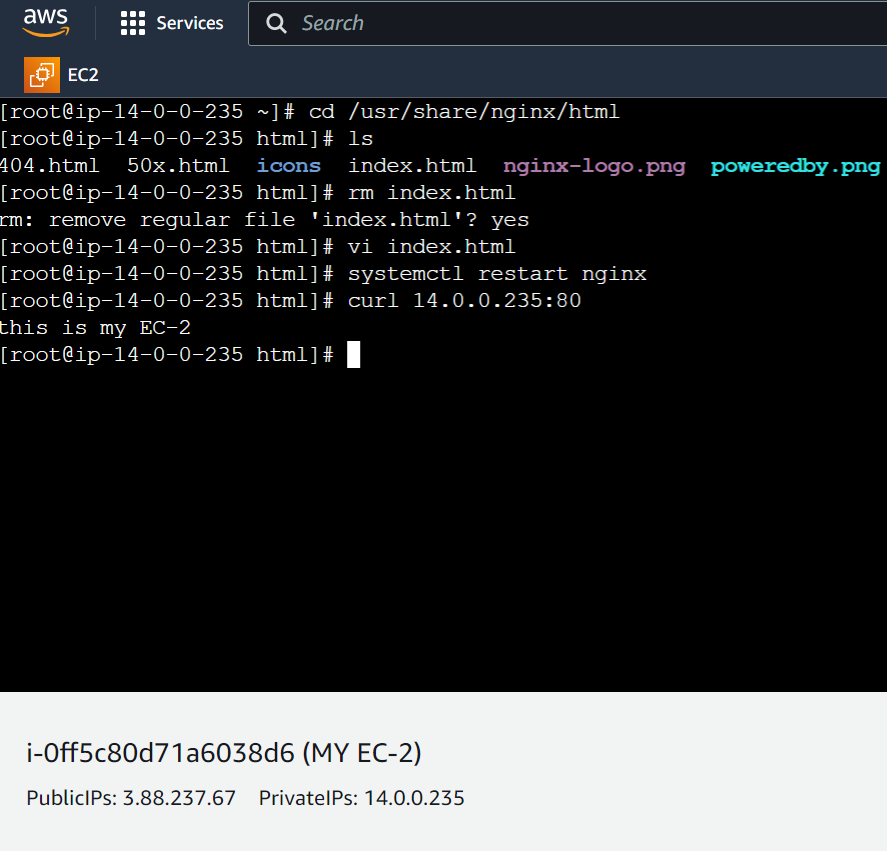 aws Services Search
EC2
[root@ip-14-0-0-235 ~]# cd /usr/share/nginx/html
[root@ip-14-0-0-235 html]# ls
404.html 50x.html icons index.html nginx-logo.png poweredby.png
[root@ip-14-0-0-235 html]# rm index.html
rm: remove regular file 'index.html'? yes
[root@ip-14-0-0-235 html]# vi index.html
[root@ip-14-0-0-235 html]# systemctl restart nginx
[root@ip-14-0-0-235 html]# curl 14.0.0.235:80
this is my EC-2
[root@ip-14-0-0-235 html]#
i-0ff5c80d71a6038d6 (MY EC-2)
PublicIPs: 3.88.237.67 PrivateIPs: 14.0.0.235